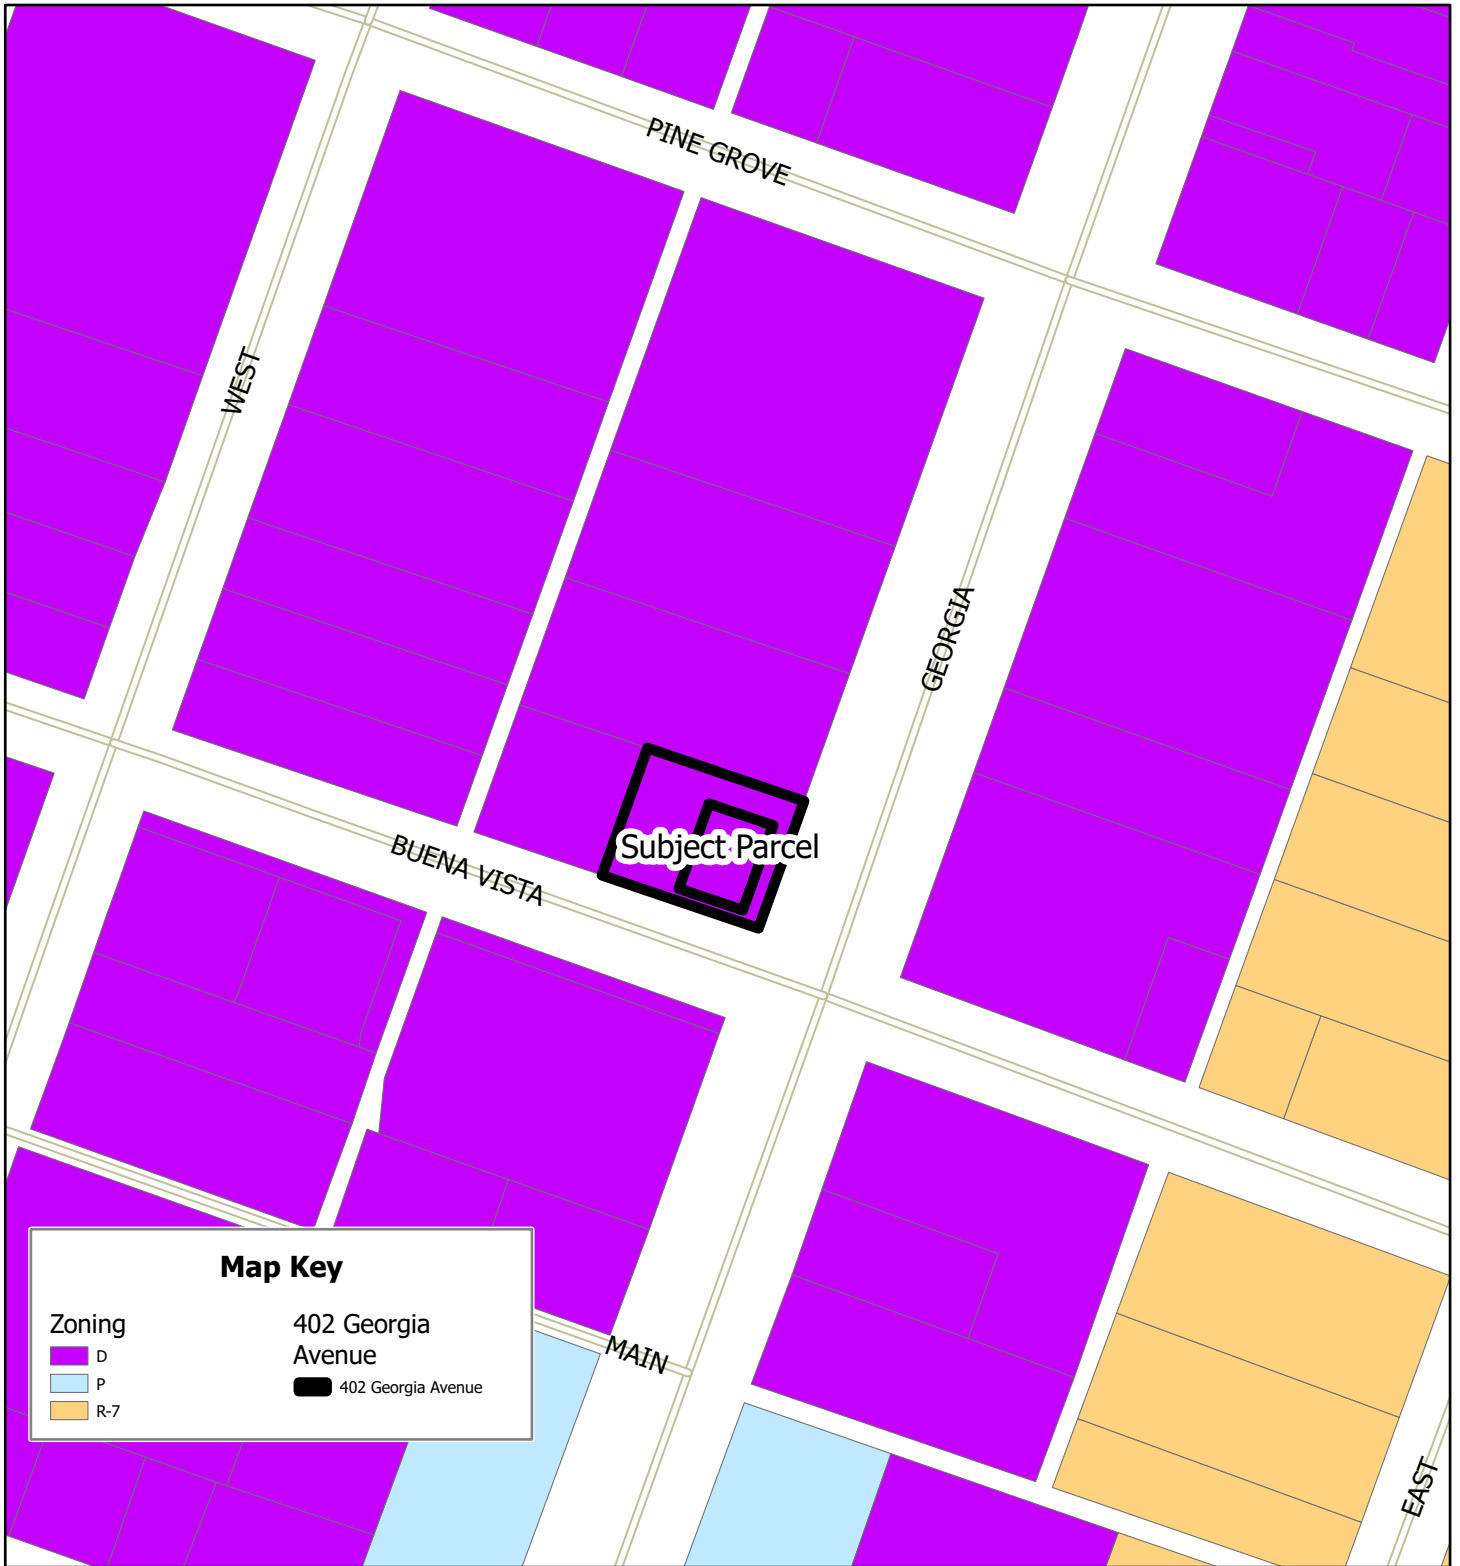 PINE GROVE
WEST
GEORGIA
Subject Parcel
BUENA VISTA
MAIN
EAST
Map Key
Zoning
D
P
R-7
402 Georgia
Avenue
402 Georgia Avenue